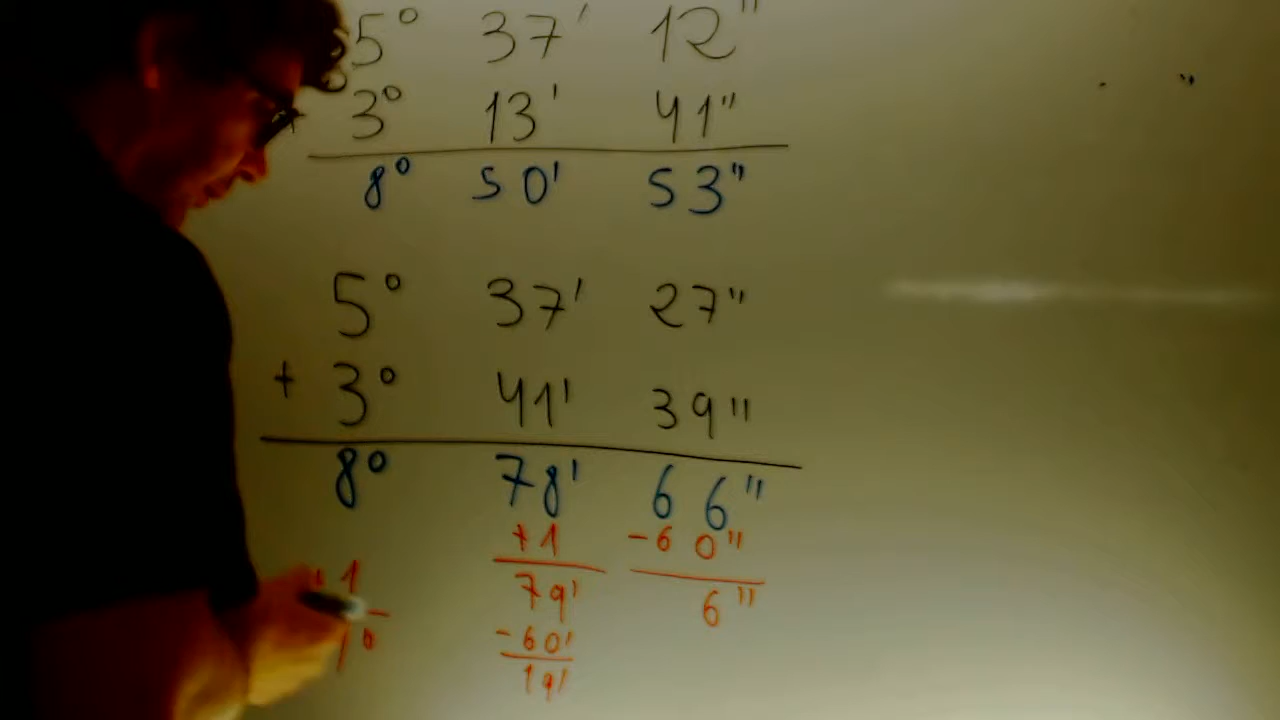 5° 37' 12"
3° 13' 41"
8° 50' 53"
5° 37' 27"
+ 3° 41' 39"
8° 78' 66"
+1 -60"
+1 79' 6"
-60'
19'